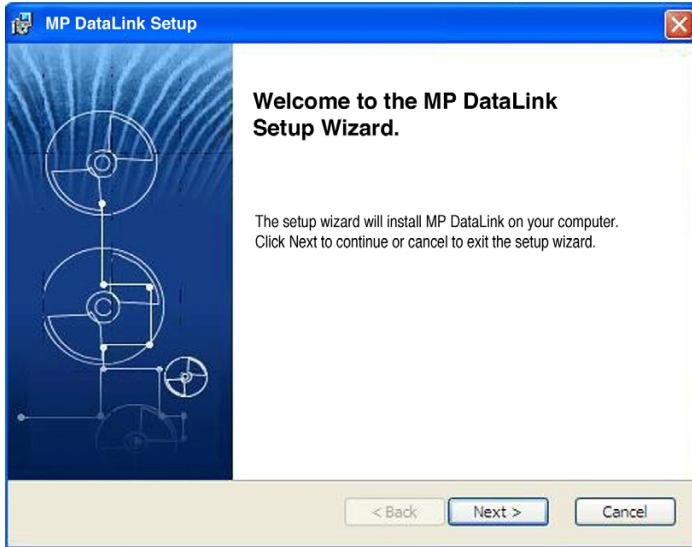 MP DataLink Setup
Welcome to the MP DataLink
Setup Wizard.
The setup wizard will install MP DataLink on your computer.
Click Next to continue or cancel to exit the setup wizard.
< Back
Next >
Cancel